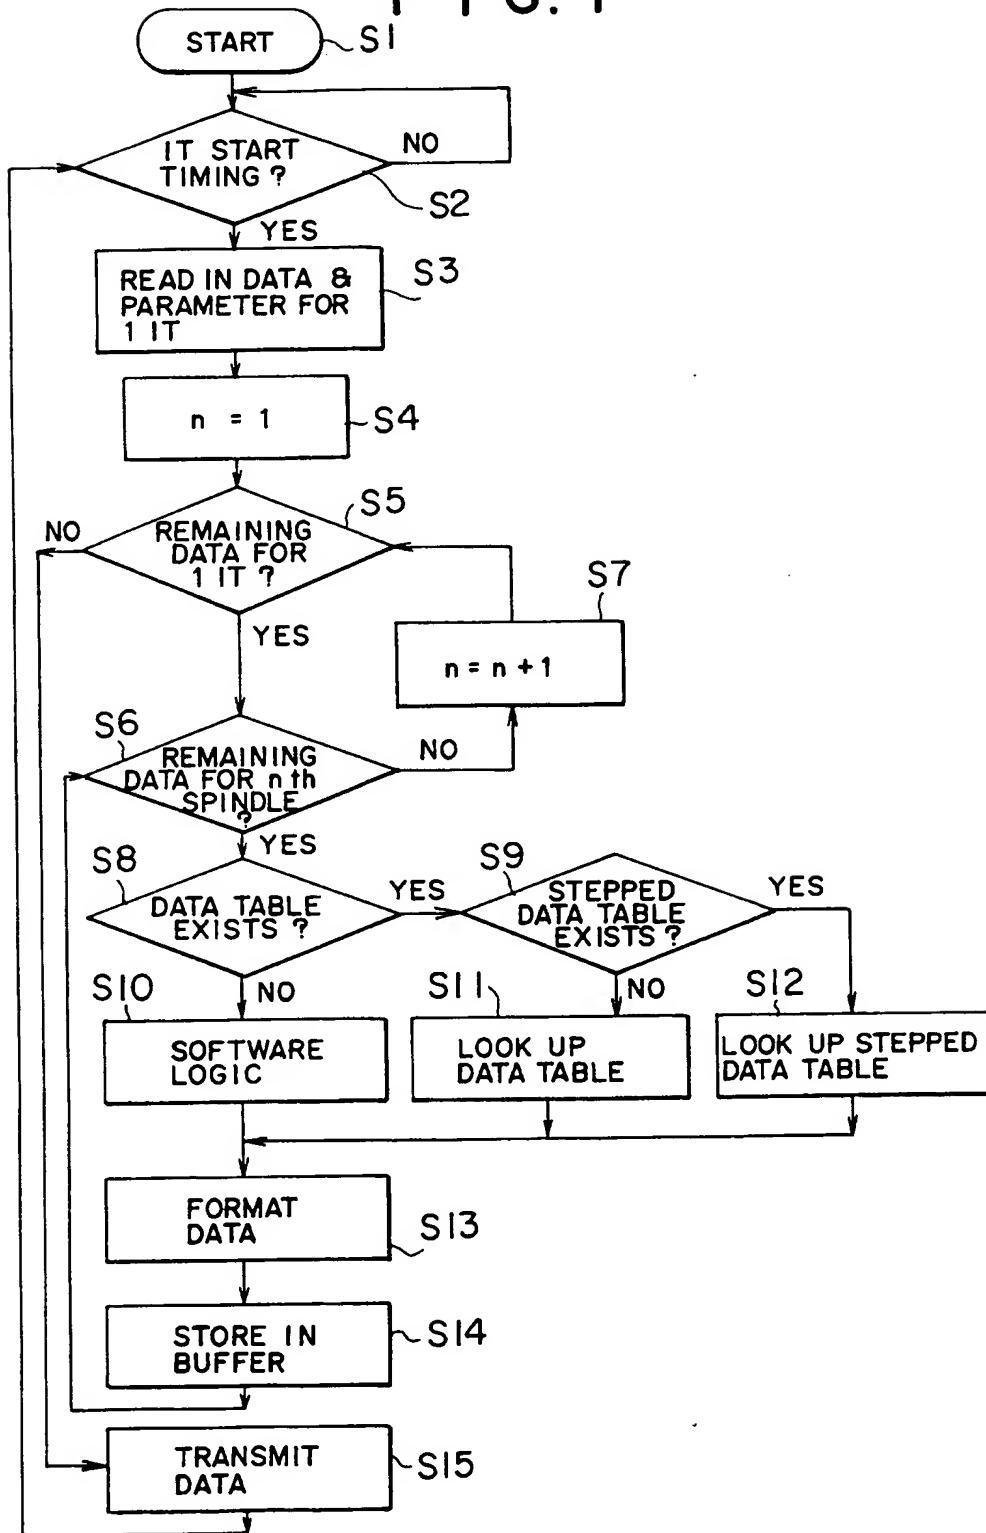 FIG. 1
START
S1
IT START
TIMING ?
NO
S2
YES
READ IN DATA &
PARAMETER FOR
1 IT
S3
n = 1
S4
S5
NO
REMAINING
DATA FOR
1 IT ?
YES
S7
n = n + 1
S6
REMAINING
DATA FOR n th
SPINDLE
?
NO
YES
S8
DATA TABLE
EXISTS ?
YES
S9
STEPPED
DATA TABLE
EXISTS ?
YES
NO
NO
S10
SOFTWARE
LOGIC
S11
LOOK UP
DATA TABLE
S12
LOOK UP STEPPED
DATA TABLE
FORMAT
DATA
S13
STORE IN
BUFFER
S14
TRANSMIT
DATA
S15